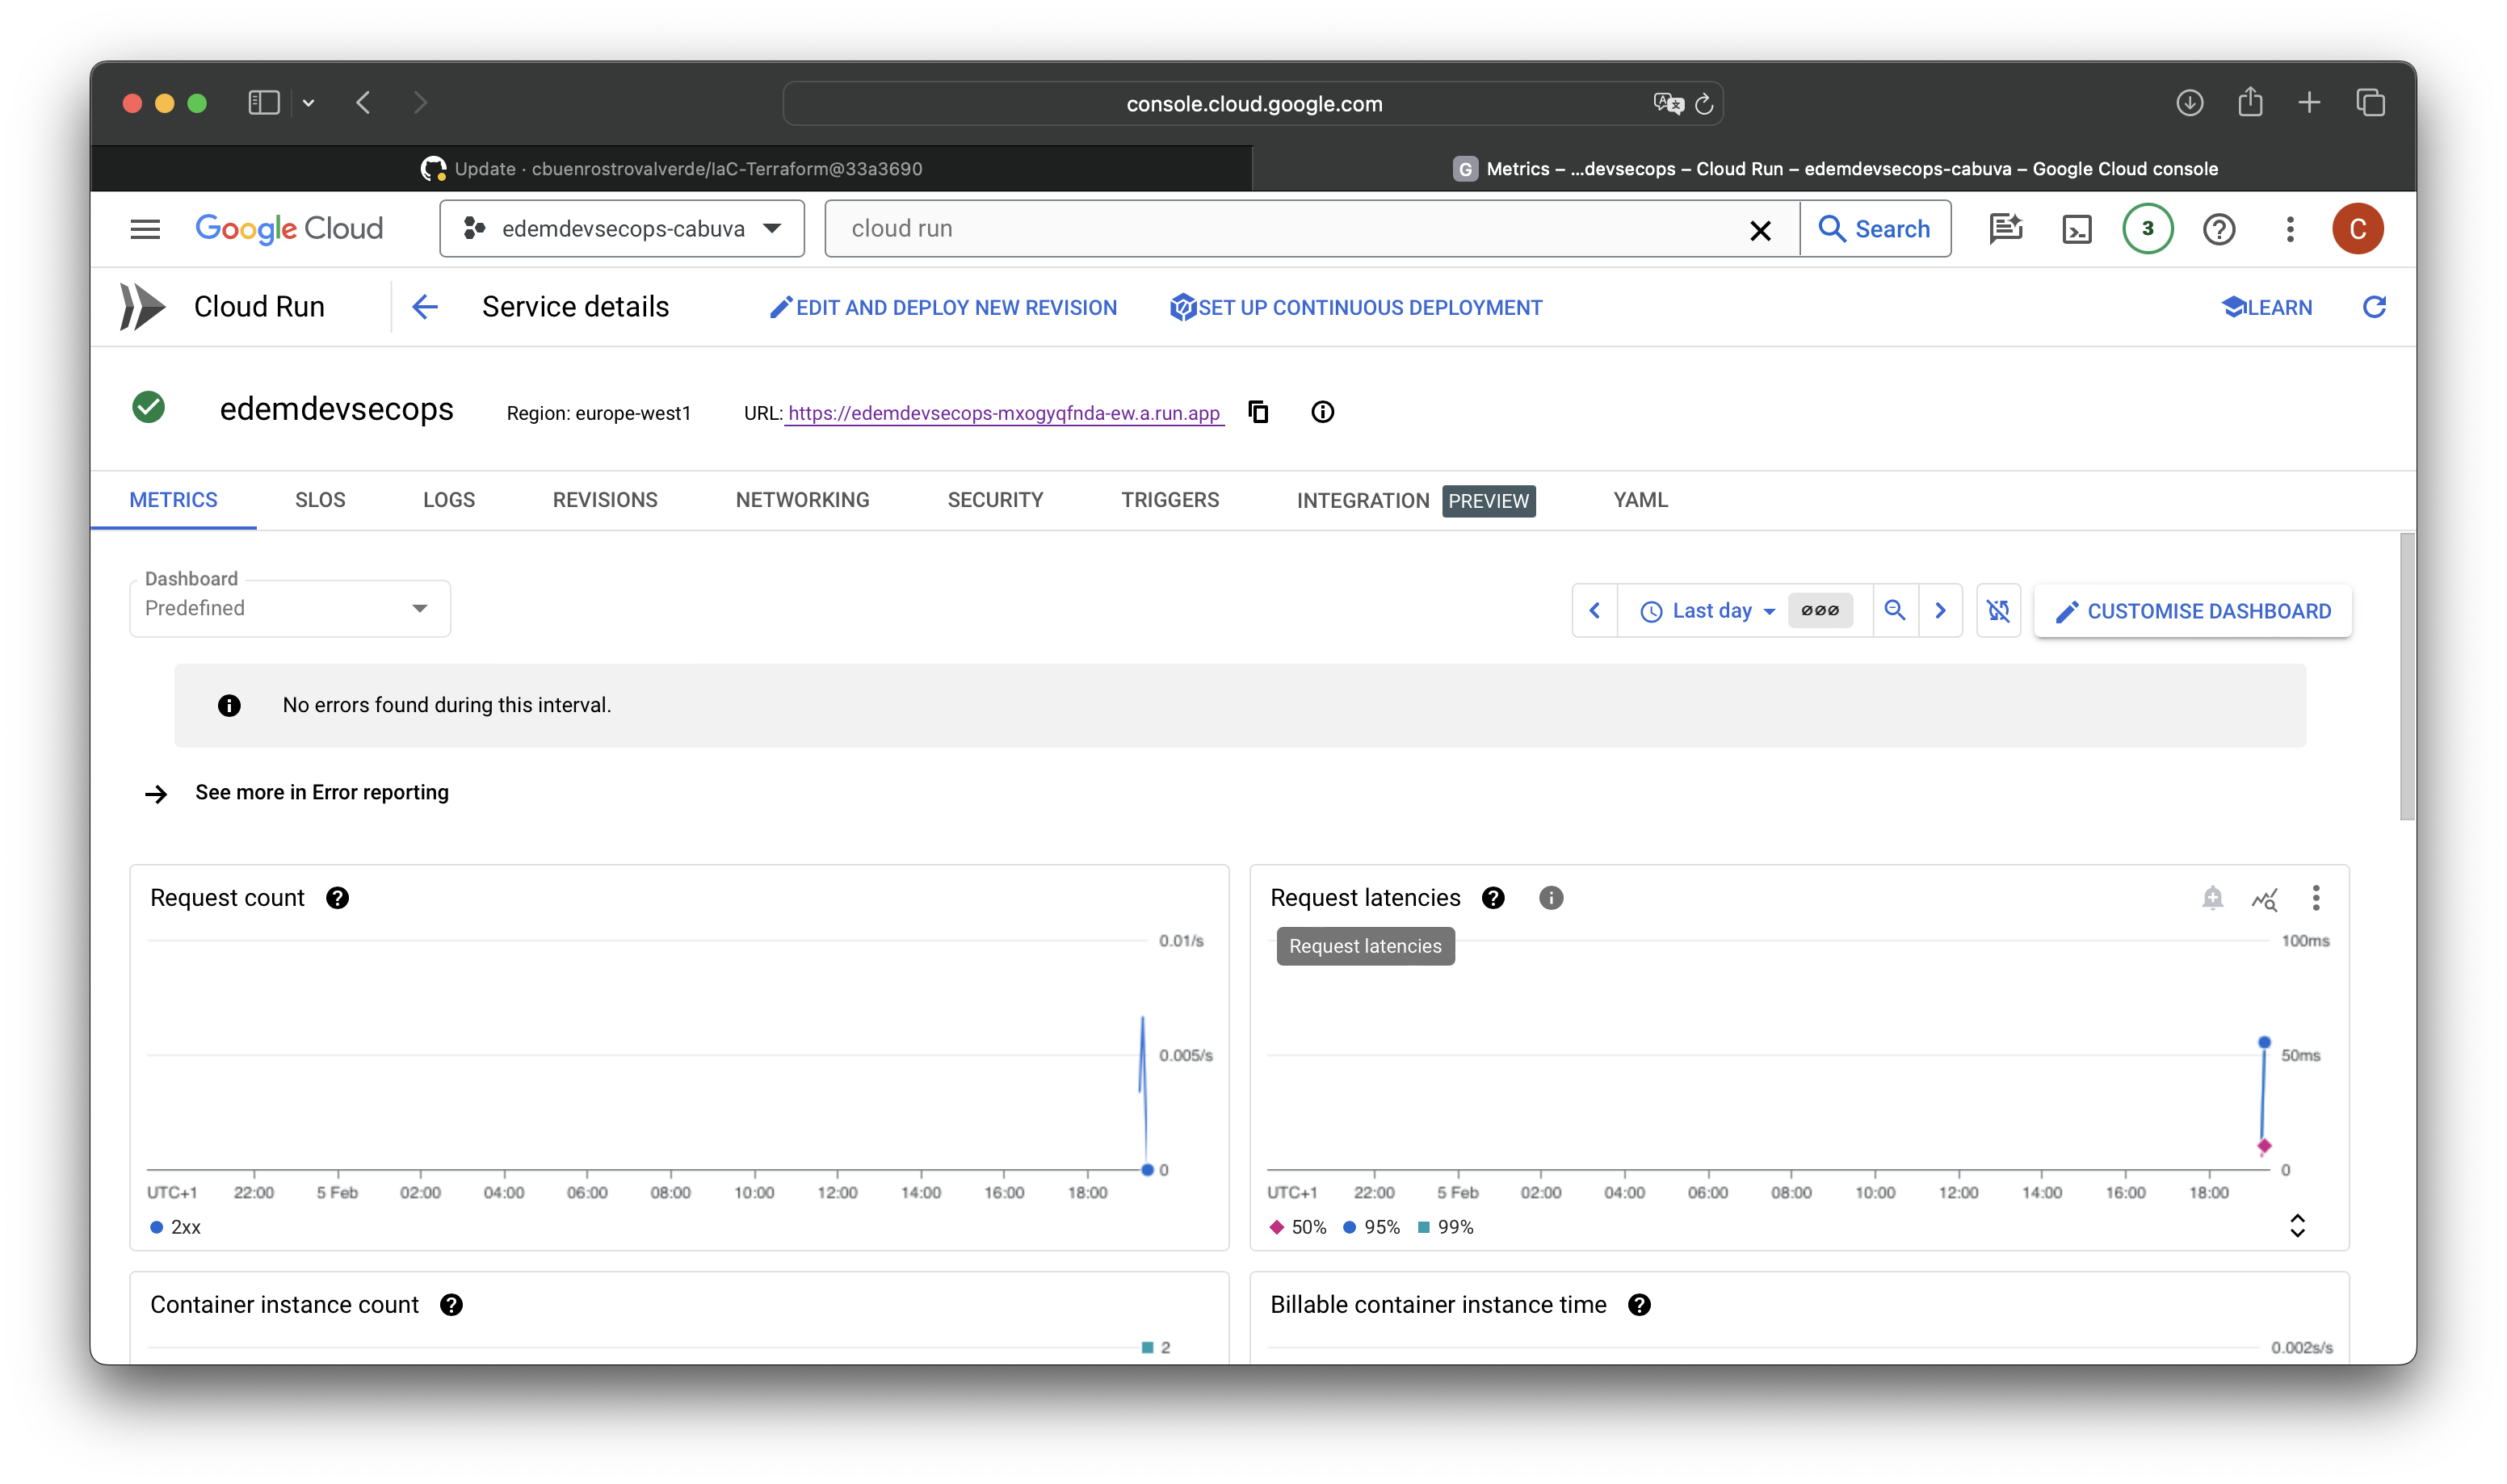 console.cloud.google.com
Update · cbuenrostrovalverde/IaC-Terraform@33a3690
G Metrics – ...devsecops – Cloud Run – edemdevsecops-cabuva – Google Cloud console
Google Cloud
edemdevsecops-cabuva
cloud run
Search
3
C
Cloud Run
Service details
EDIT AND DEPLOY NEW REVISION
SET UP CONTINUOUS DEPLOYMENT
LEARN
edemdevsecops
Region: europe-west1
URL: https://edemdevsecops-mxogyqfnda-ew.a.run.app
METRICS
SLOS
LOGS
REVISIONS
NETWORKING
SECURITY
TRIGGERS
INTEGRATION PREVIEW
YAML
Dashboard
Predefined
Last day
ØØØ
CUSTOMISE DASHBOARD
No errors found during this interval.
See more in Error reporting
Request count
0.01/s
0.005/s
0
UTC+1 22:00 5 Feb 02:00 04:00 06:00 08:00 10:00 12:00 14:00 16:00 18:00
2xx
Request latencies
Request latencies
100ms
50ms
0
UTC+1 22:00 5 Feb 02:00 04:00 06:00 08:00 10:00 12:00 14:00 16:00 18:00
50% 95% 99%
Container instance count
2
Billable container instance time
0.002s/s